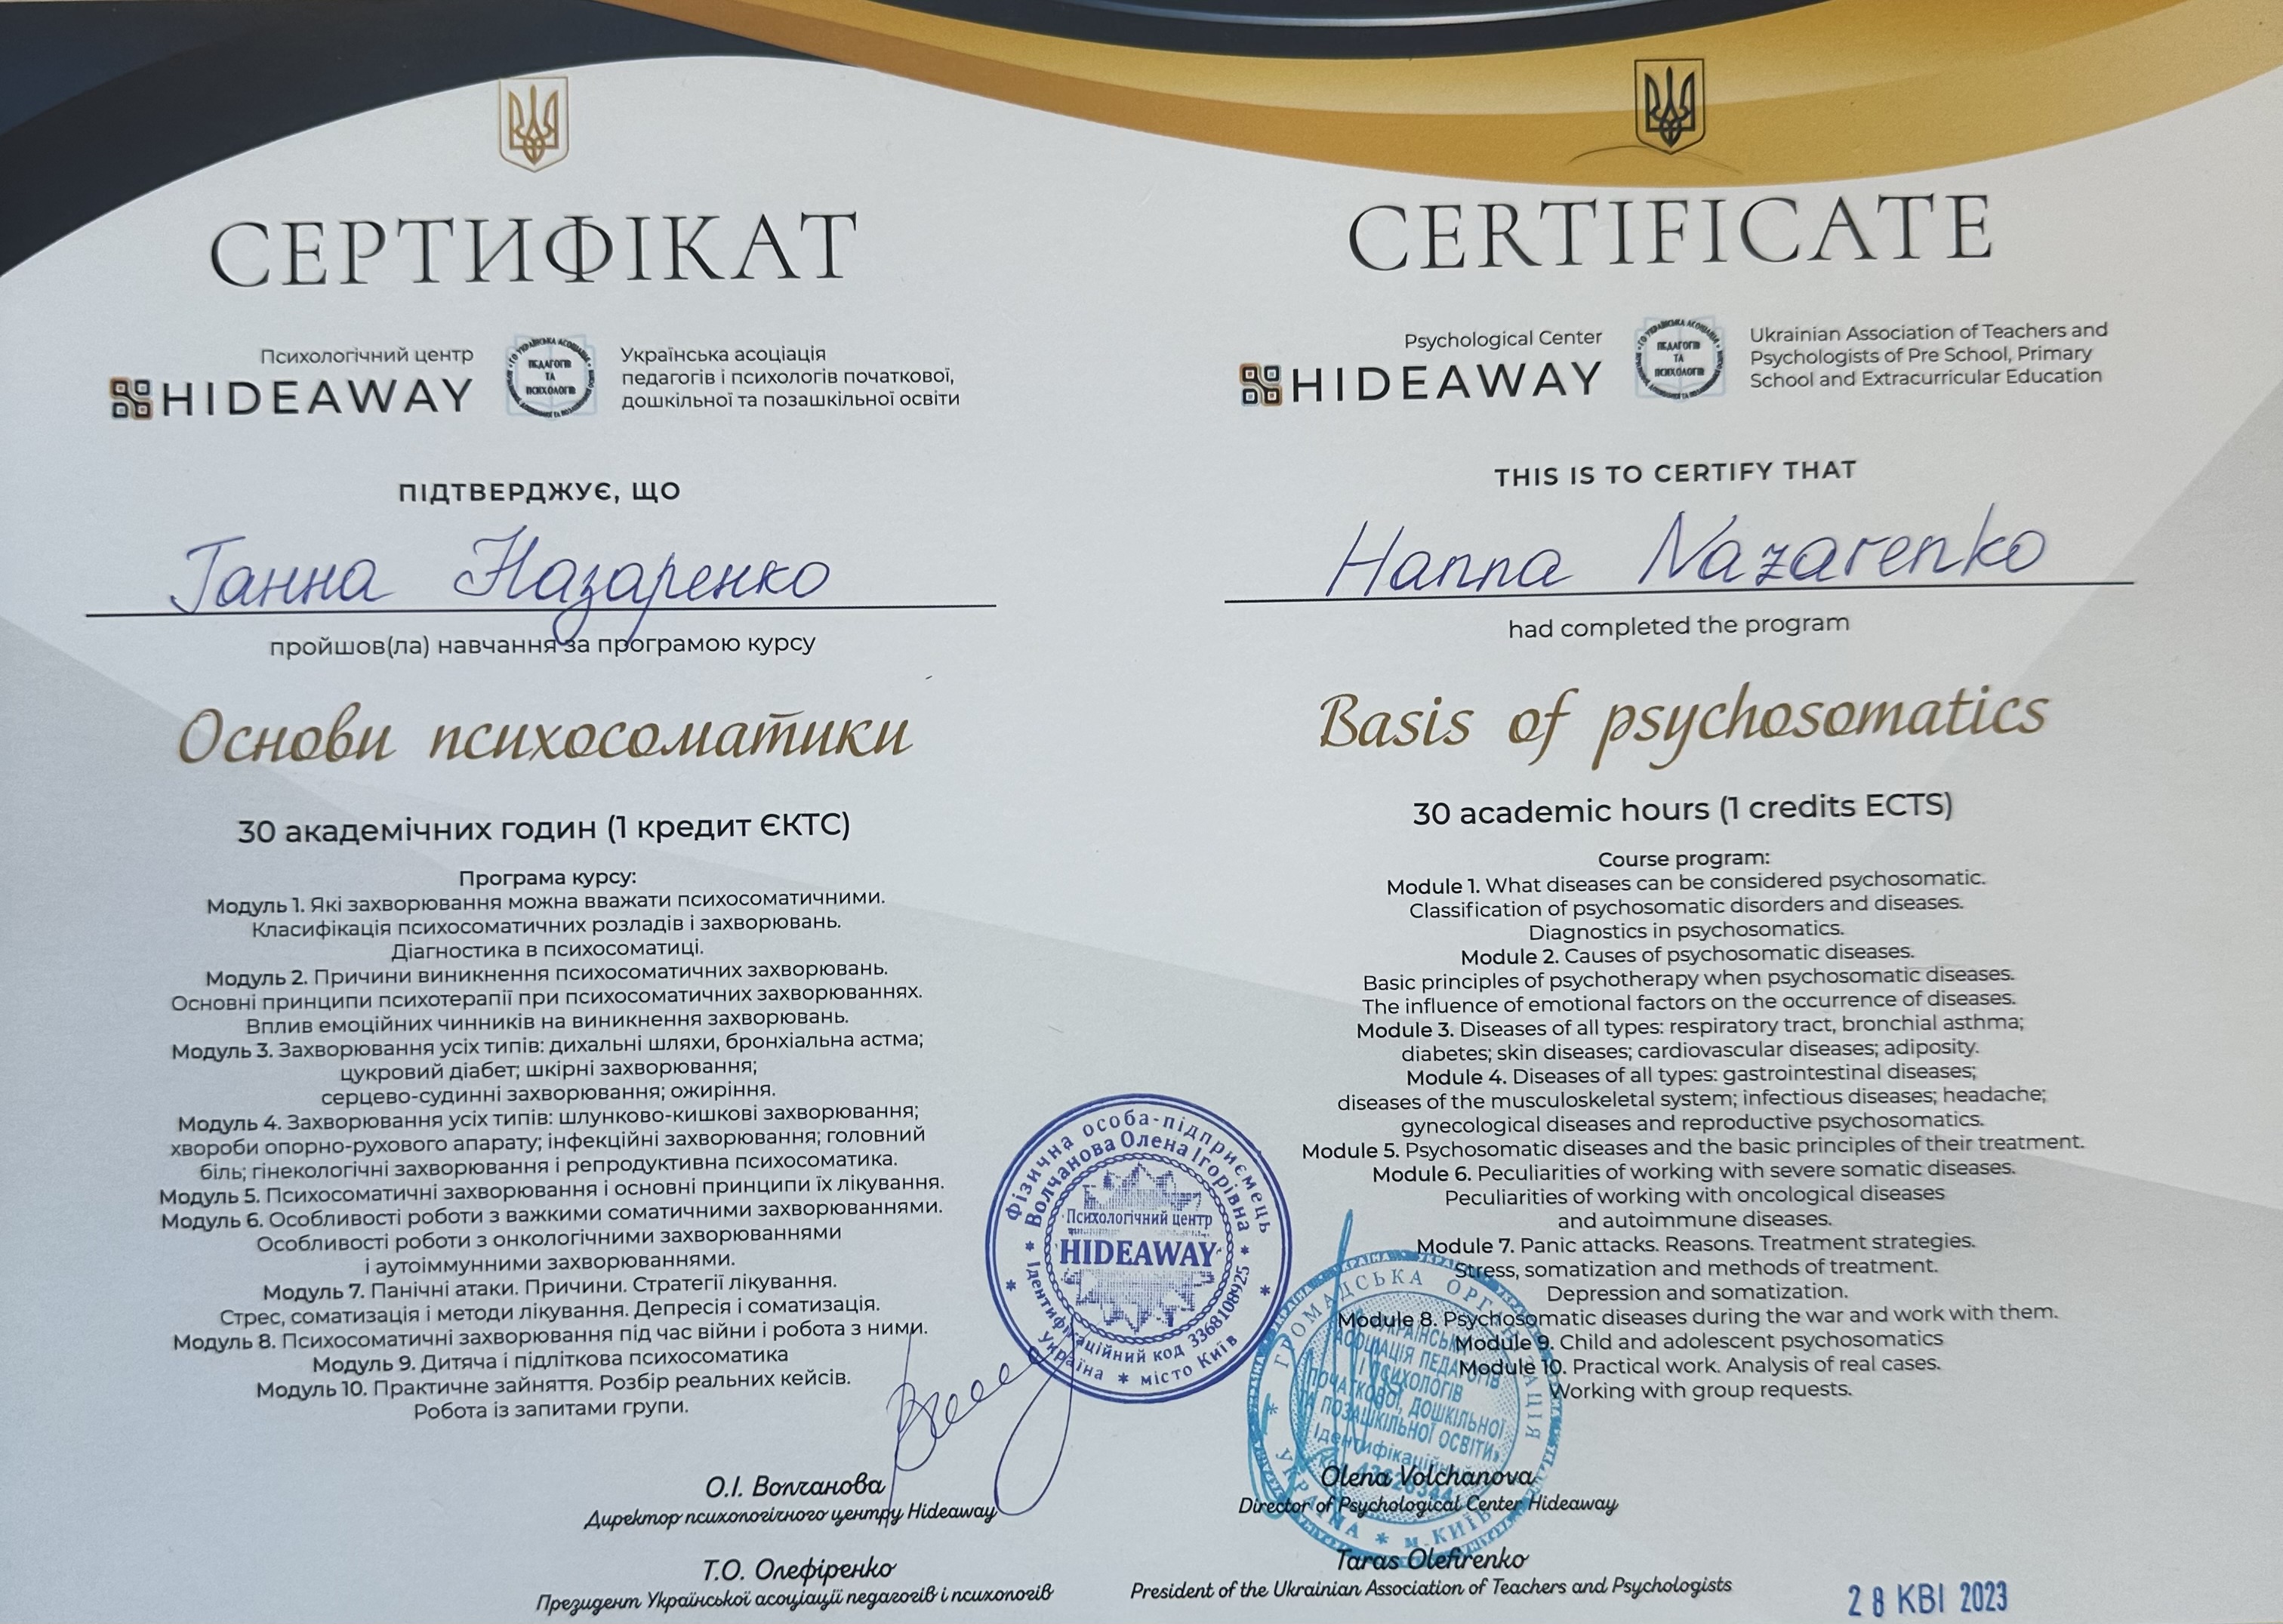 СЕРТИФІКАТ
Психологічний центр
HIDEAWAY
ПЕДАГОГІВ
ТА
ПСИХОЛОГІВ
Українська асоціація
педагогів і психологів початкової,
дошкільної та позашкільної освіти
ПІДТВЕРДЖУЄ, ЩО
Ганна Назаренко
пройшов(ла) навчання за програмою курсу
Основи психосоматики
30 академічних годин (1 кредит ЄКТС)
Програма курсу:
Модуль 1. Які захворювання можна вважати психосоматичними.
Класифікація психосоматичних розладів і захворювань.
Діагностика в психосоматиці.
Модуль 2. Причини виникнення психосоматичних захворювань.
Основні принципи психотерапії при психосоматичних захворюваннях.
Вплив емоційних чинників на виникнення захворювань.
Модуль 3. Захворювання усіх типів: дихальні шляхи, бронхіальна астма;
цукровий діабет; шкірні захворювання;
серцево-судинні захворювання; ожиріння.
Модуль 4. Захворювання усіх типів: шлунково-кишкові захворювання;
хвороби опорно-рухового апарату; інфекційні захворювання; головний
біль; гінекологічні захворювання і репродуктивна психосоматика.
Модуль 5. Психосоматичні захворювання і основні принципи їх лікування.
Модуль 6. Особливості роботи з важкими соматичними захворюваннями.
Особливості роботи з онкологічними захворюваннями
і аутоіммунними захворюваннями.
Модуль 7. Панічні атаки. Причини. Стратегії лікування.
Стрес, соматизація і методи лікування. Депресія і соматизація.
Модуль 8. Психосоматичні захворювання під час війни і робота з ними.
Модуль 9. Дитяча і підліткова психосоматика
Модуль 10. Практичне зайняття. Розбір реальних кейсів.
Робота із запитами групи.
О.І. Волчанова
Директор психологічного центру Hideaway
Т.О. Олефіренко
Президент Української асоціації педагогів і психологів
Фізична особа-підприємець
Волчанова Олена Ігорівна
Психологічний центр
HIDEAWAY
Ідентифікаційний код 3368108925
Україна * місто Київ
CERTIFICATE
Psychological Center
HIDEAWAY
ПЕДАГОГІВ
ТА
ПСИХОЛОГІВ
Ukrainian Association of Teachers and
Psychologists of Pre School, Primary
School and Extracurricular Education
THIS IS TO CERTIFY THAT
Hanna Nazarenko
had completed the program
Basis of psychosomatics
30 academic hours (1 credits ECTS)
Course program:
Module 1. What diseases can be considered psychosomatic.
Classification of psychosomatic disorders and diseases.
Diagnostics in psychosomatics.
Module 2. Causes of psychosomatic diseases.
Basic principles of psychotherapy when psychosomatic diseases.
The influence of emotional factors on the occurrence of diseases.
Module 3. Diseases of all types: respiratory tract, bronchial asthma;
diabetes; skin diseases; cardiovascular diseases; adiposity.
Module 4. Diseases of all types: gastrointestinal diseases;
diseases of the musculoskeletal system; infectious diseases; headache;
gynecological diseases and reproductive psychosomatics.
Module 5. Psychosomatic diseases and the basic principles of their treatment.
Module 6. Peculiarities of working with severe somatic diseases.
Peculiarities of working with oncological diseases
and autoimmune diseases.
Module 7. Panic attacks. Reasons. Treatment strategies.
Stress, somatization and methods of treatment.
Depression and somatization.
Module 8. Psychosomatic diseases during the war and work with them.
Module 9. Child and adolescent psychosomatics
Module 10. Practical work. Analysis of real cases.
Working with group requests.
ГРОМАДСЬКА ОРГАНІЗАЦІЯ
АСОЦІАЦІЯ ПЕДАГОГІВ
І ПСИХОЛОГІВ
ПОЧАТКОВОЇ, ДОШКІЛЬНОЇ
ТА ПОЗАШКІЛЬНОЇ ОСВІТИ»
УКРАЇНА * м. КИЇВ
Olena Volchanova
Director of Psychological Center Hideaway
Taras Olefirenko
President of the Ukrainian Association of Teachers and Psychologists
28 КВІ 2023